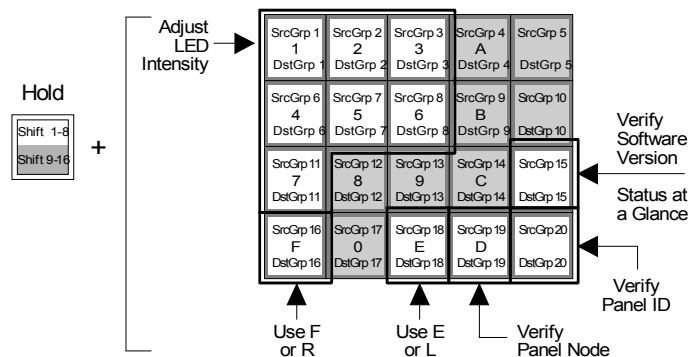 Adjust
LED
Intensity
Hold
Shift 1-8
Shift 9-16
+
SrcGrp 1
1
DstGrp 1
SrcGrp 2
2
DstGrp 2
SrcGrp 3
3
DstGrp 3
SrcGrp 4
A
DstGrp 4
SrcGrp 5
DstGrp 5
SrcGrp 6
4
DstGrp 6
SrcGrp 7
5
DstGrp 7
SrcGrp 8
6
DstGrp 8
SrcGrp 9
B
DstGrp 9
SrcGrp 10
DstGrp 10
SrcGrp 11
7
DstGrp 11
SrcGrp 12
8
DstGrp 12
SrcGrp 13
9
DstGrp 13
SrcGrp 14
C
DstGrp 14
SrcGrp 15
DstGrp 15
SrcGrp 16
F
DstGrp 16
SrcGrp 17
0
DstGrp 17
SrcGrp 18
E
DstGrp 18
SrcGrp 19
D
DstGrp 19
SrcGrp 20
DstGrp 20
Verify
Software
Version
Status at
a Glance
Verify
Panel ID
Use F
or R
Use E
or L
Verify
Panel Node